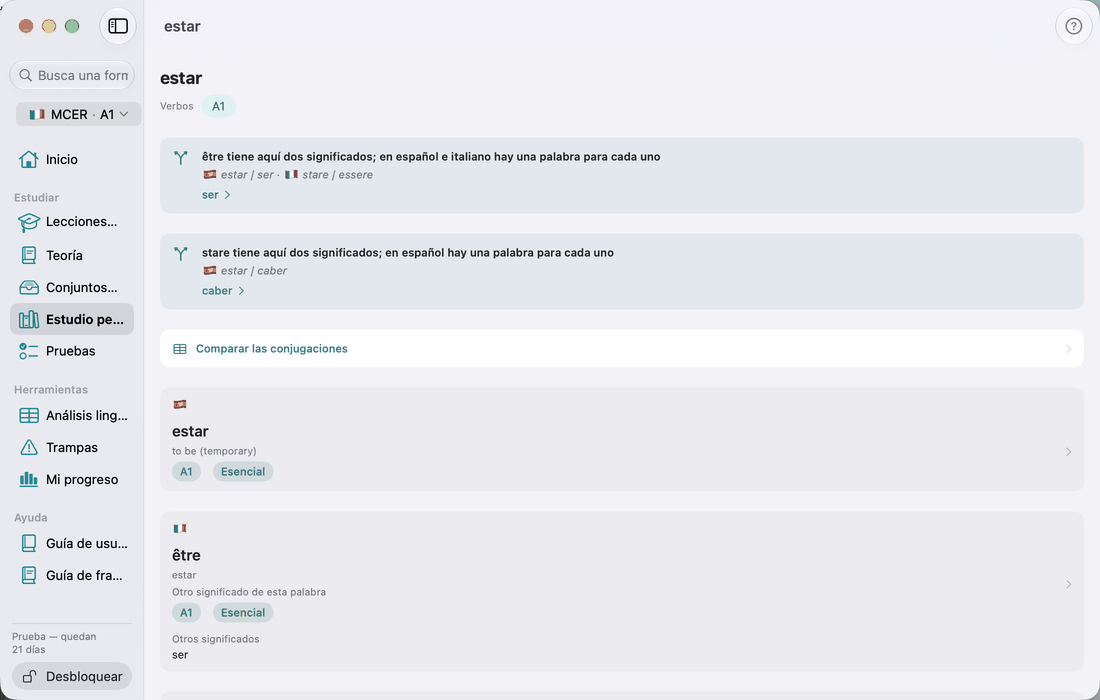 estar
Busca una forn
MCER · A1
Inicio
Estudiar
Lecciones...
Teoría
Conjuntos...
Estudio pe...
Pruebas
Herramientas
Análisis ling...
Trampas
Mi progreso
Ayuda
Guía de usu...
Guía de fra...
Prueba — quedan
21 días
Desbloquear
estar
Verbos A1
être tiene aquí dos significados; en español e italiano hay una palabra para cada uno
estar / ser · stare / essere
ser
stare tiene aquí dos significados; en español hay una palabra para cada uno
estar / caber
caber
Comparar las conjugaciones
estar
to be (temporary)
A1 Esencial
être
estar
Otro significado de esta palabra
A1 Esencial
Otros significados
ser